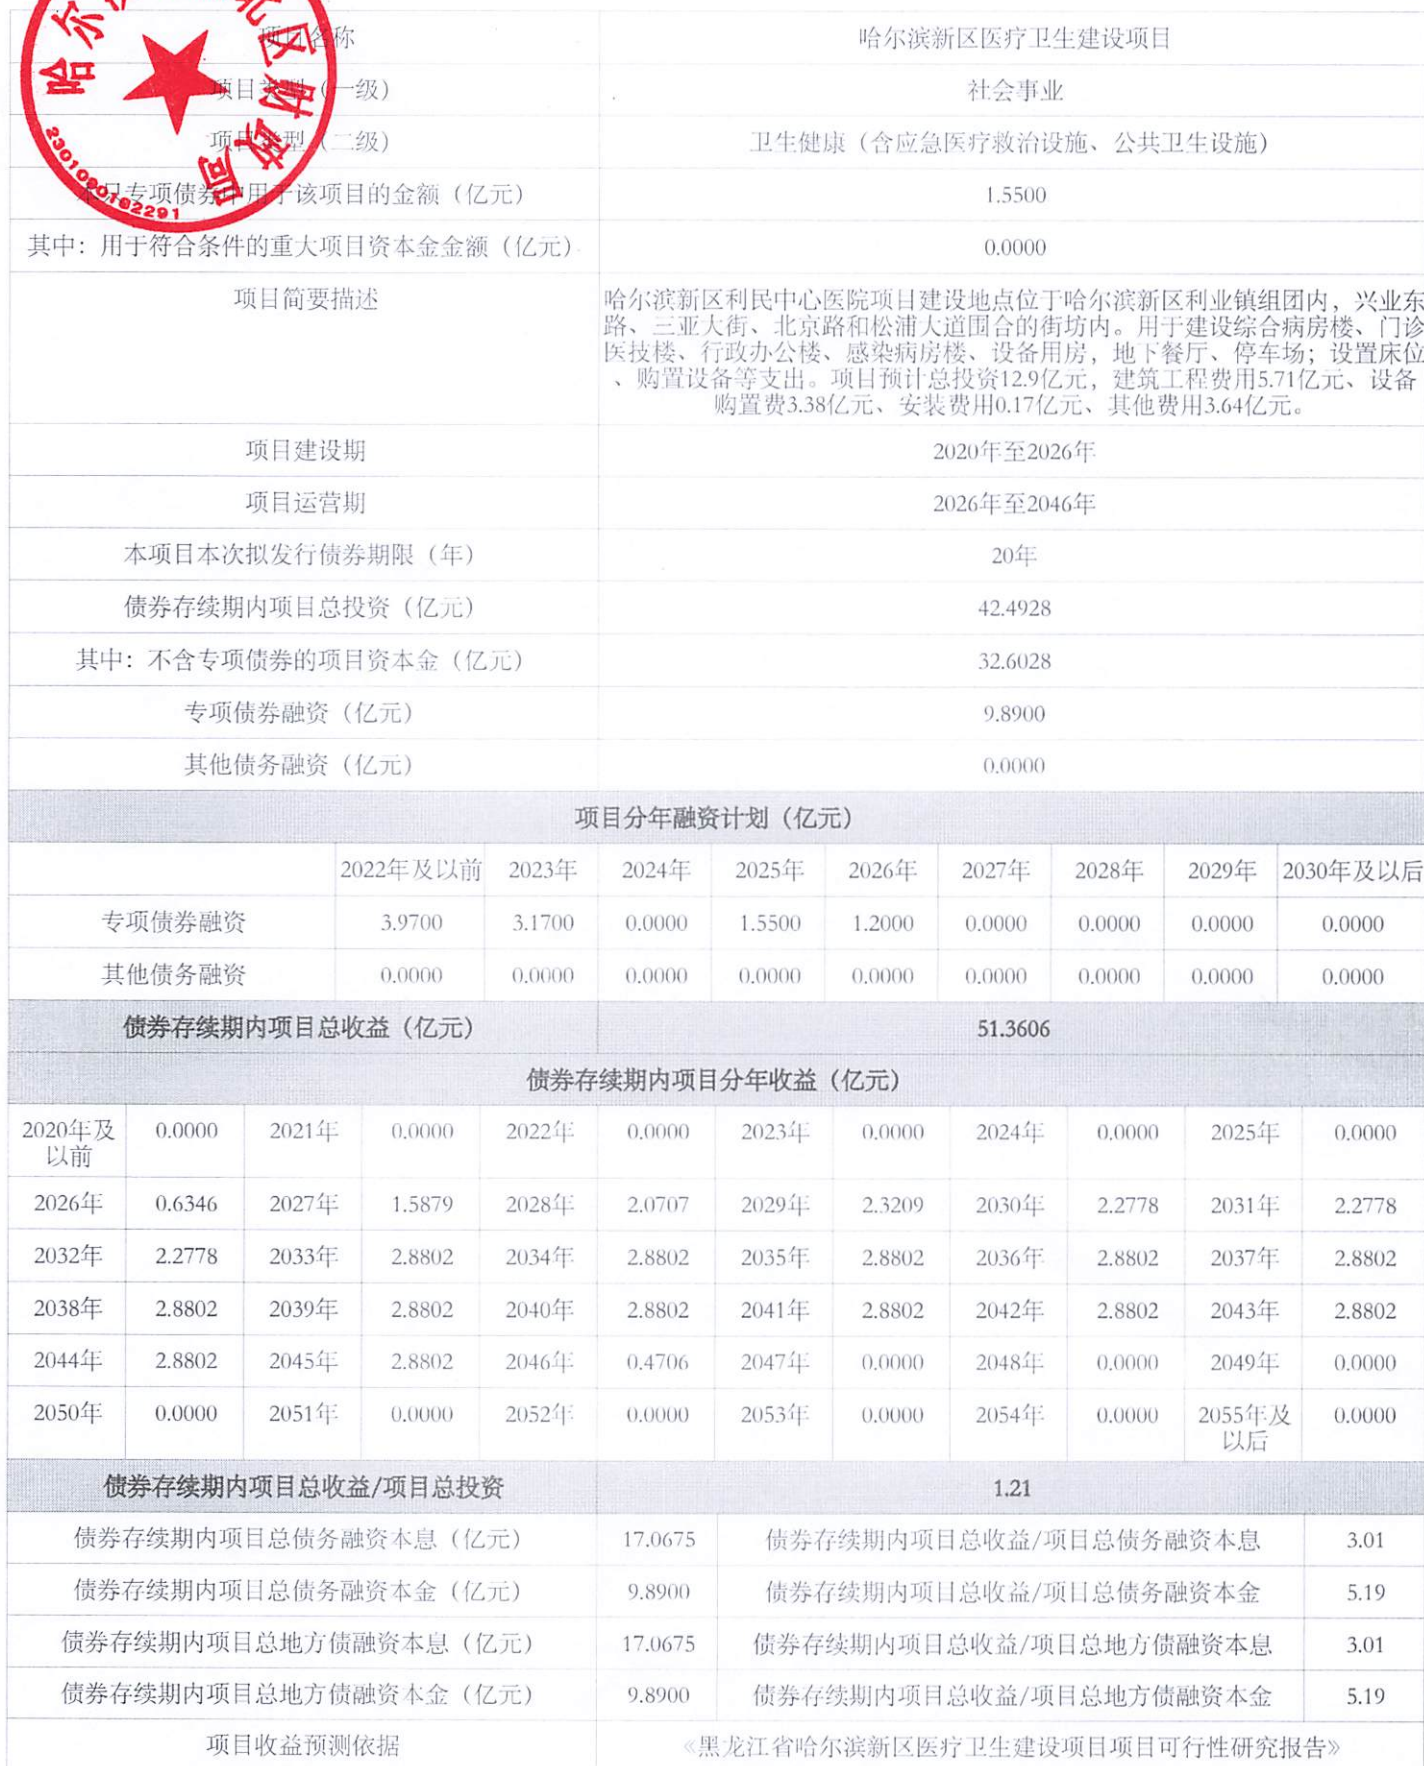 哈尔
北区财政局
2301090192291
项目名称 哈尔滨新区医疗卫生建设项目
项目类型（一级） 社会事业
项目类型（二级） 卫生健康（含应急医疗救治设施、公共卫生设施）
本只专项债券中用于该项目的金额（亿元） 1.5500
其中：用于符合条件的重大项目资本金金额（亿元） 0.0000
项目简要描述 哈尔滨新区利民中心医院项目建设地点位于哈尔滨新区利业镇组团内，兴业东
路、三亚大街、北京路和松浦大道围合的街坊内。用于建设综合病房楼、门诊
医技楼、行政办公楼、感染病房楼、设备用房，地下餐厅、停车场；设置床位
、购置设备等支出。项目预计总投资12.9亿元，建筑工程费用5.71亿元、设备
购置费3.38亿元、安装费用0.17亿元、其他费用3.64亿元。
项目建设期 2020年至2026年
项目运营期 2026年至2046年
本项目本次拟发行债券期限（年） 20年
债券存续期内项目总投资（亿元） 42.4928
其中：不含专项债券的项目资本金（亿元） 32.6028
专项债券融资（亿元） 9.8900
其他债务融资（亿元） 0.0000
项目分年融资计划（亿元）
2022年及以前 2023年 2024年 2025年 2026年 2027年 2028年 2029年 2030年及以后
专项债券融资 3.9700 3.1700 0.0000 1.5500 1.2000 0.0000 0.0000 0.0000 0.0000
其他债务融资 0.0000 0.0000 0.0000 0.0000 0.0000 0.0000 0.0000 0.0000 0.0000
债券存续期内项目总收益（亿元） 51.3606
债券存续期内项目分年收益（亿元）
2020年及 0.0000 2021年 0.0000 2022年 0.0000 2023年 0.0000 2024年 0.0000 2025年 0.0000
以前
2026年 0.6346 2027年 1.5879 2028年 2.0707 2029年 2.3209 2030年 2.2778 2031年 2.2778
2032年 2.2778 2033年 2.8802 2034年 2.8802 2035年 2.8802 2036年 2.8802 2037年 2.8802
2038年 2.8802 2039年 2.8802 2040年 2.8802 2041年 2.8802 2042年 2.8802 2043年 2.8802
2044年 2.8802 2045年 2.8802 2046年 0.4706 2047年 0.0000 2048年 0.0000 2049年 0.0000
2050年 0.0000 2051年 0.0000 2052年 0.0000 2053年 0.0000 2054年 0.0000 2055年及 0.0000
以后
债券存续期内项目总收益/项目总投资 1.21
债券存续期内项目总债务融资本息（亿元） 17.0675 债券存续期内项目总收益/项目总债务融资本息 3.01
债券存续期内项目总债务融资本金（亿元） 9.8900 债券存续期内项目总收益/项目总债务融资本金 5.19
债券存续期内项目总地方债融资本息（亿元） 17.0675 债券存续期内项目总收益/项目总地方债融资本息 3.01
债券存续期内项目总地方债融资本金（亿元） 9.8900 债券存续期内项目总收益/项目总地方债融资本金 5.19
项目收益预测依据 《黑龙江省哈尔滨新区医疗卫生建设项目项目可行性研究报告》